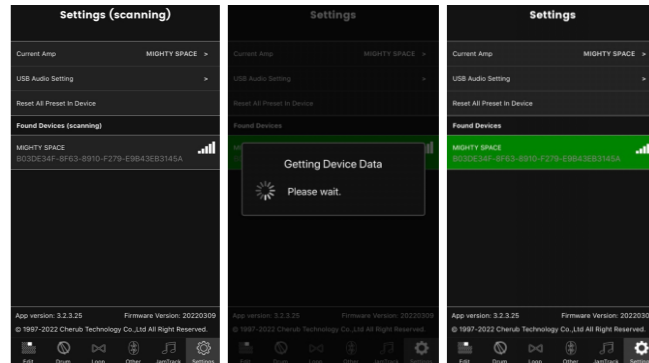 Settings (scanning)
Current Amp MIGHTY SPACE >
USB Audio Setting >
Reset All Preset In Device
Found Devices (scanning)
MIGHTY SPACE
B03DE34F-8F63-8910-F279-E9B43EB3145A
App version: 3.2.3.25 Firmware Version: 20220309
© 1997-2022 Cherub Technology Co.,Ltd All Right Reserved.
Edit Drum Loop Other JamTrack Settings
Settings
Current Amp MIGHTY SPACE >
USB Audio Setting >
Reset All Preset In Device
Found Devices
Getting Device Data
Please wait.
App version: 3.2.3.25 Firmware Version: 20220309
© 1997-2022 Cherub Technology Co.,Ltd All Right Reserved.
Edit Drum Loop Other JamTrack Settings
Settings
Current Amp MIGHTY SPACE >
USB Audio Setting >
Reset All Preset In Device
Found Devices
MIGHTY SPACE
B03DE34F-8F63-8910-F279-E9B43EB3145A
App version: 3.2.3.25 Firmware Version: 2022030
© 1997-2022 Cherub Technology Co.,Ltd All Right Reserved.
Edit Drum Loop Other JamTrack Settings